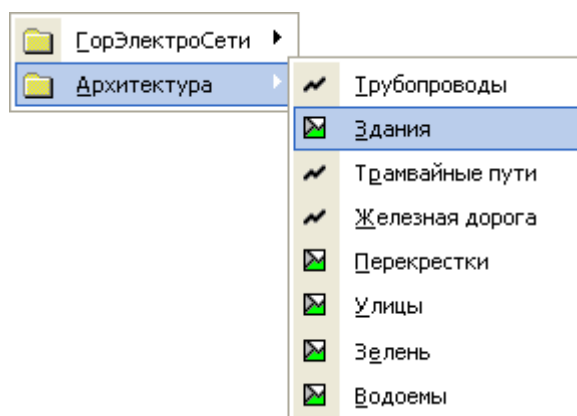 ГорЭлектроСети
Архитектура
Трубопроводы
Здания
Трамвайные пути
Железная дорога
Перекрестки
Улицы
Зелень
Водоемы